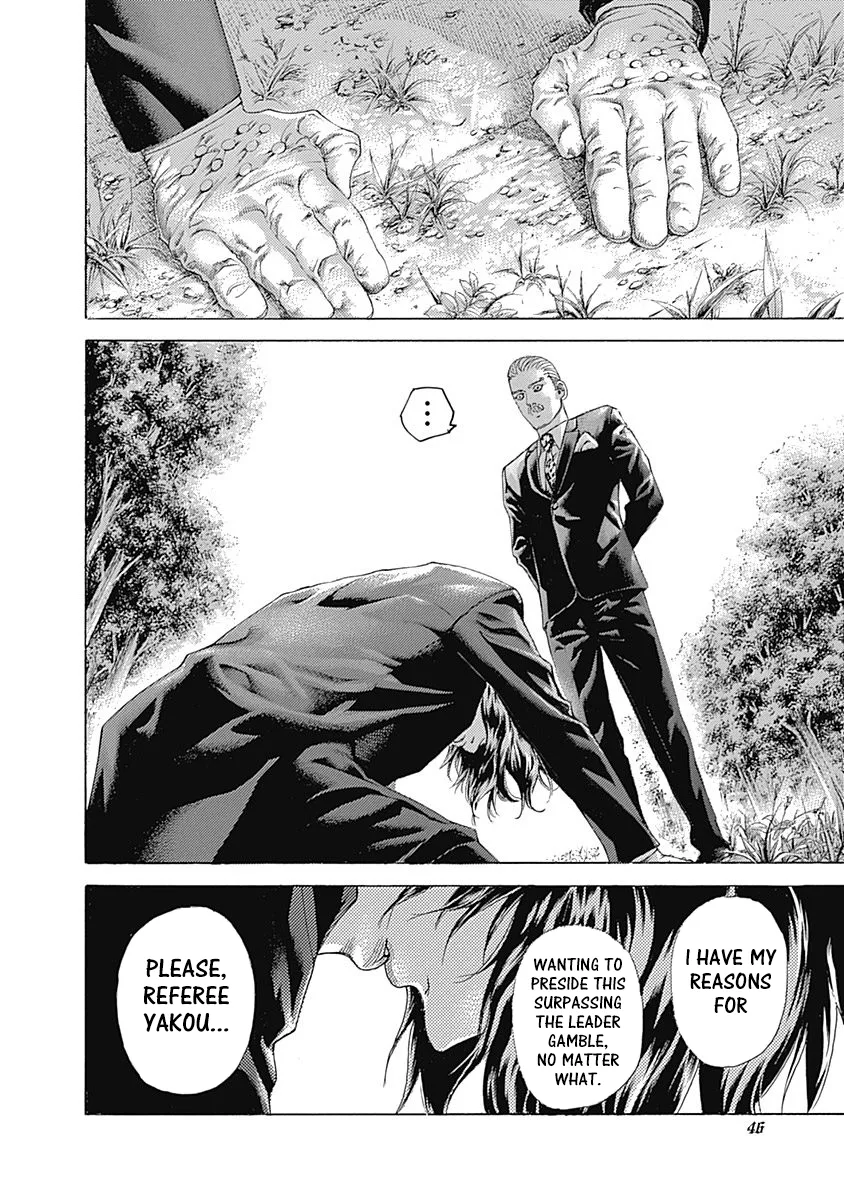 ⋮
I HAVE MY
REASONS
FOR
WANTING TO
PRESIDE THIS
SURPASSING
THE LEADER
GAMBLE,
NO MATTER
WHAT.
PLEASE,
REFEREE
YAKOU...
46